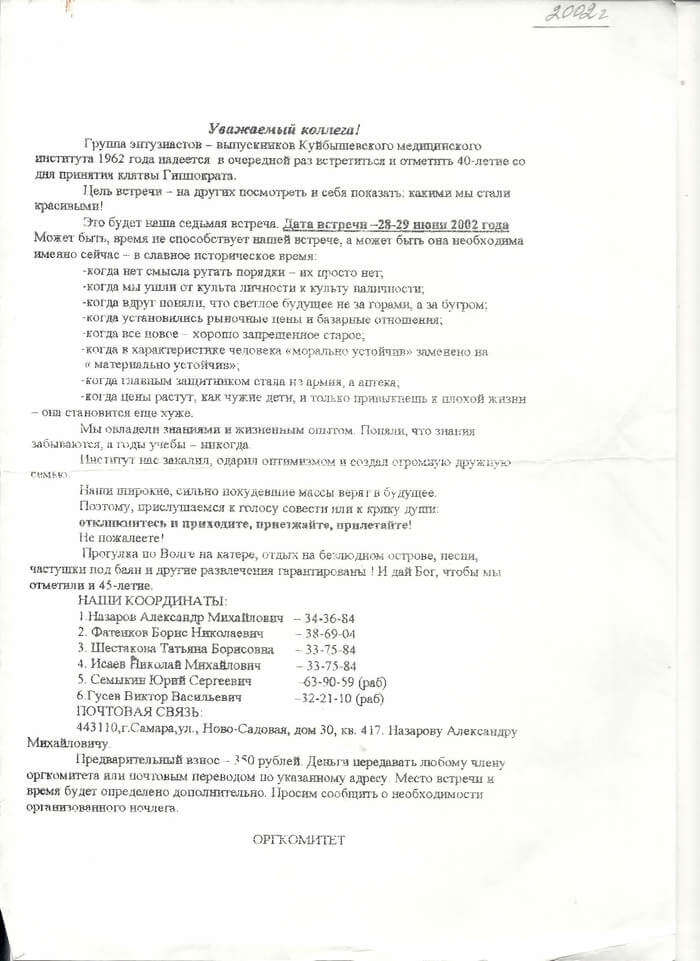 2002 г
Уважаемый коллега!
Группа энтузиастов – выпускников Куйбышевского медицинского
института 1962 года надеется в очередной раз встретиться и отметить 40-летие со
дня принятия клятвы Гиппократа.
Цель встречи – на других посмотреть и себя показать: какими мы стали
красивыми!
Это будет наша седьмая встреча. Дата встречи –28-29 июня 2002 года
Может быть, время не способствует нашей встрече, а может быть она необходима
именно сейчас – в славное историческое время:
-когда нет смысла ругать порядки – их просто нет;
-когда мы ушли от культа личности к культу наличности;
-когда вдруг поняли, что светлое будущее не за горами, а за бугром;
-когда установились рыночные цены и базарные отношения;
-когда все новое – хорошо запрещенное старое;
-когда в характеристике человека «морально устойчив» заменено на
« материально устойчив»;
-когда главным защитником стала не армия, а аптека;
-когда цены растут, как чужие дети, и только привыкнешь к плохой жизни
– она становится еще хуже.
Мы овладели знаниями и жизненным опытом. Поняли, что знания
забываются, а годы учебы – никогда.
Институт нас закалил, одарил оптимизмом и создал огромную дружную
семью.
Наши широкие, сильно похудевшие массы верят в будущее.
Поэтому, прислушаемся к голосу совести или к крику души:
откликнитесь и приходите, приезжайте, прилетайте!
Не пожалеете!
Прогулка по Волге на катере, отдых на безлюдном острове, песни,
частушки под баян и другие развлечения гарантированы ! И дай Бог, чтобы мы
отметили и 45-летие.
НАШИ КООРДИНАТЫ:
1.Назаров Александр Михайлович – 34-36-84
2. Фатенков Борис Николаевич – 38-69-04
3. Шестакова Татьяна Борисовна – 33-75-84
4. Исаев Николай Михайлович – 33-75-84
5. Семыкин Юрий Сергеевич –63-90-59 (раб)
6.Гусев Виктор Васильевич –32-21-10 (раб)
ПОЧТОВАЯ СВЯЗЬ:
443110,г.Самара,ул., Ново-Садовая, дом 30, кв. 417. Назарову Александру
Михайловичу.
Предварительный взнос – 350 рублей. Деньги передавать любому члену
оргкомитета или почтовым переводом по указанному адресу. Место встречи и
время будет определено дополнительно. Просим сообщить о необходимости
организованного ночлега.
ОРГКОМИТЕТ